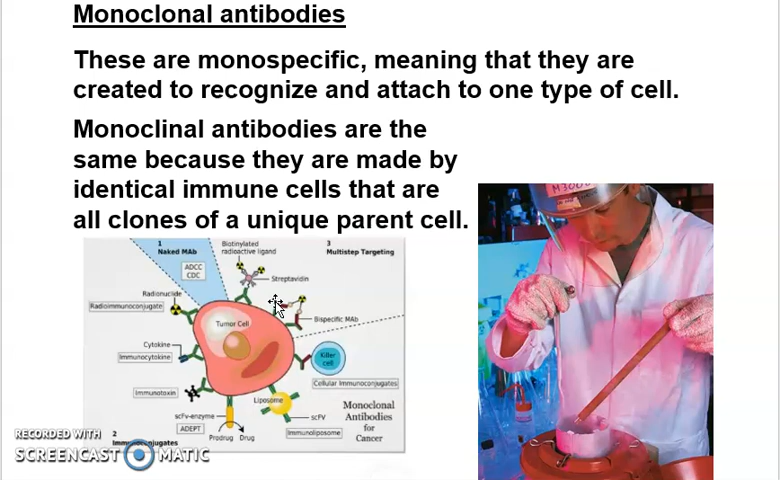 Monoclonal antibodies
These are monospecific, meaning that they are
created to recognize and attach to one type of cell.
Monoclinal antibodies are the
same because they are made by
identical immune cells that are
all clones of a unique parent cell.
1
Naked MAb
ADCC
CDC
Biotinylated
radioactive ligand
3
Multistep Targeting
Streptavidin
Radionuclide
Radioimmunoconjugate
Bispecific MAb
Tumor Cell
Cytokine
Immunocytokine
Killer
cell
Cellular Immunoconjugates
Immunotoxin
Liposome
scFv-enzyme
ADEPT
Prodrug Drug
scFV
Immunoliposome
Monoclonal
Antibodies
for
Cancer
2
RECORDED WITH
SCREENCAST MATIC